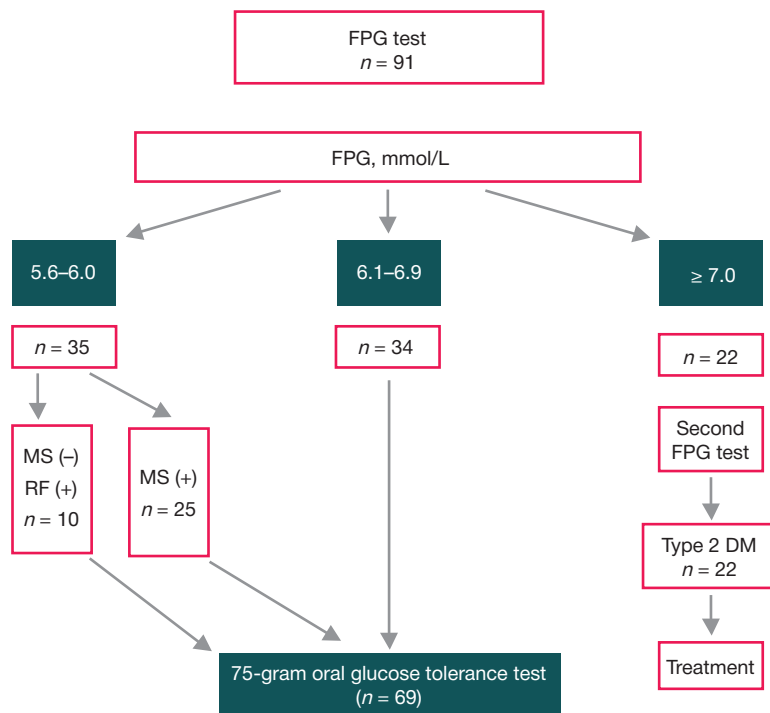 FPG test
n = 91
FPG, mmol/L
5.6–6.0
6.1–6.9
≥ 7.0
n = 35
n = 34
n = 22
MS (–)
RF (+)
n = 10
MS (+)
n = 25
Second
FPG test
Type 2 DM
n = 22
75-gram oral glucose tolerance test
(n = 69)
Treatment